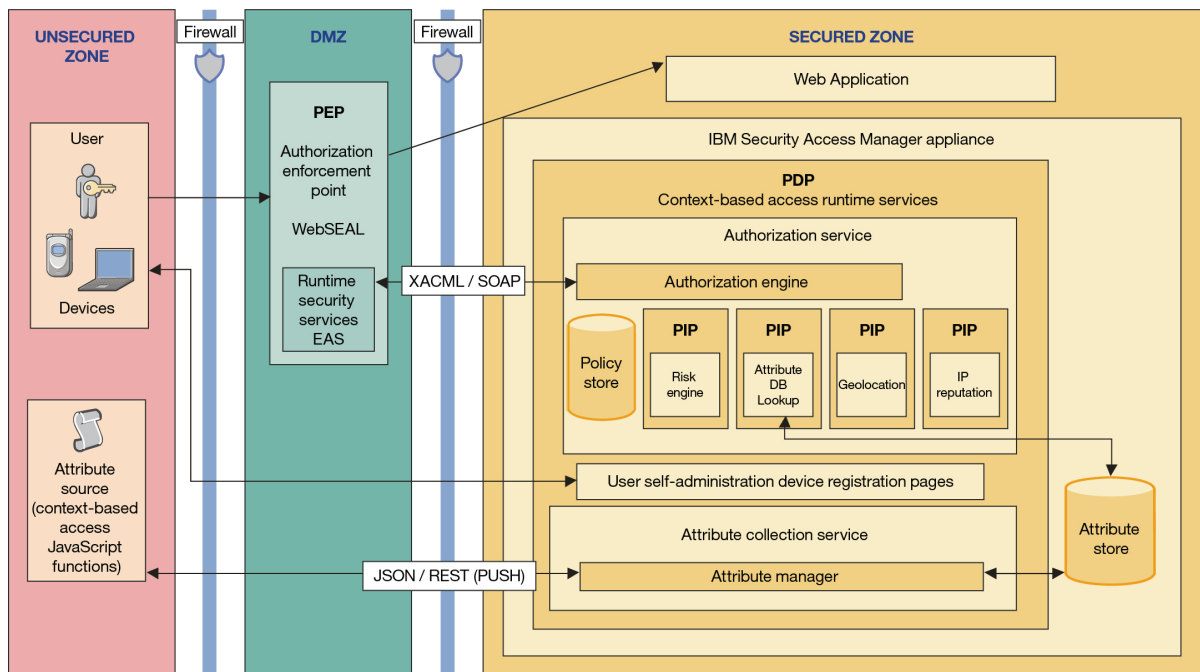 UNSECURED
ZONE
Firewall
DMZ
Firewall
SECURED ZONE
Web Application
User
Devices
PEP
Authorization
enforcement
point
WebSEAL
Runtime
security
services
EAS
XACML / SOAP
IBM Security Access Manager appliance
PDP
Context-based access runtime services
Authorization service
Authorization engine
Policy
store
PIP
Risk
engine
PIP
Attribute
DB
Lookup
PIP
Geolocation
PIP
IP
reputation
User self-administration device registration pages
Attribute
source
(context-based
access
JavaScript
functions)
JSON / REST (PUSH)
Attribute collection service
Attribute manager
Attribute
store